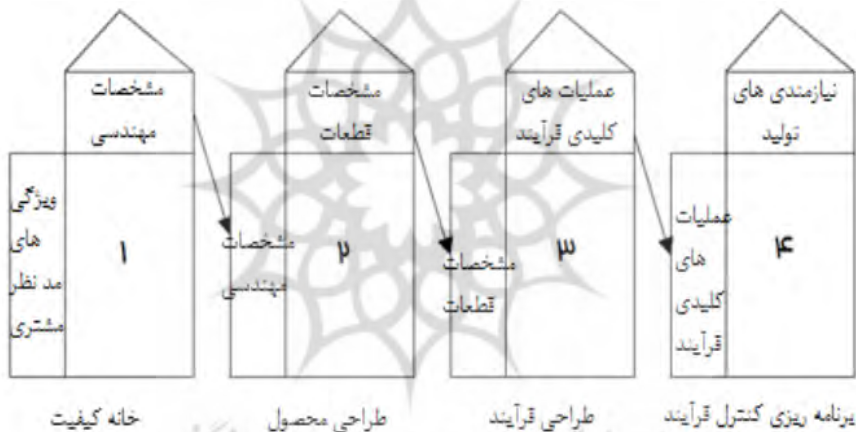 مشخصات
مهندسی
ویژگی
های
مد نظر
مشتری
۱
خانه کیفیت
مشخصات
قطعات
مشخصات
مهندسی
۲
طراحی محصول
عملیات های
کلیدی فرآیند
مشخصات
قطعات
۳
طراحی فرآیند
نیازمندی های
تولید
عملیات
های
کلیدی
فرآیند
۴
برنامه ریزی کنترل فرآیند